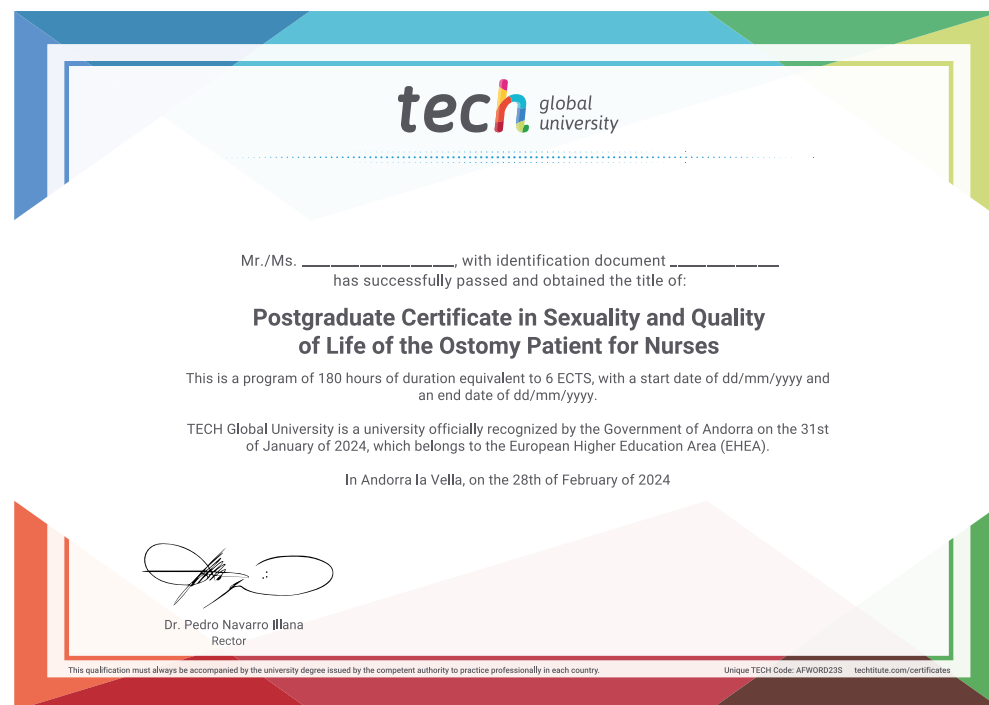 tech global
university
Mr./Ms. ____________________, with identification document ______________
has successfully passed and obtained the title of:
Postgraduate Certificate in Sexuality and Quality
of Life of the Ostomy Patient for Nurses
This is a program of 180 hours of duration equivalent to 6 ECTS, with a start date of dd/mm/yyyy and
an end date of dd/mm/yyyy.
TECH Global University is a university officially recognized by the Government of Andorra on the 31st
of January of 2024, which belongs to the European Higher Education Area (EHEA).
In Andorra la Vella, on the 28th of February of 2024
Dr. Pedro Navarro Illana
Rector
This qualification must always be accompanied by the university degree issued by the competent authority to practice professionally in each country.
Unique TECH Code: AFWORD23S techtitute.com/certificates